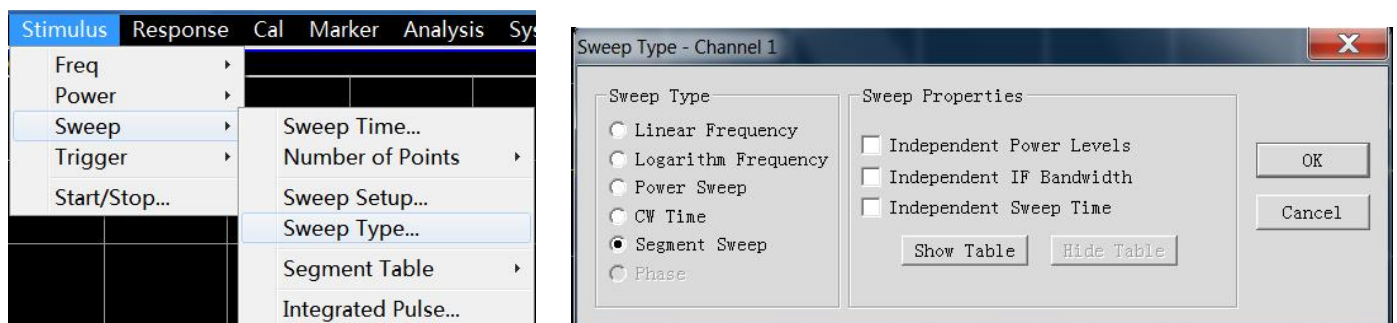 Stimulus Response Cal Marker Analysis
Freq
Power
Sweep
Trigger
Start/Stop...
Sweep Time...
Number of Points
Sweep Setup...
Sweep Type...
Segment Table
Integrated Pulse...
Sweep Type - Channel 1
Sweep Type
Linear Frequency
Logarithm Frequency
Power Sweep
CW Time
Segment Sweep
Phase
Sweep Properties
Independent Power Levels
Independent IF Bandwidth
Independent Sweep Time
Show Table Hide Table
OK
Cancel